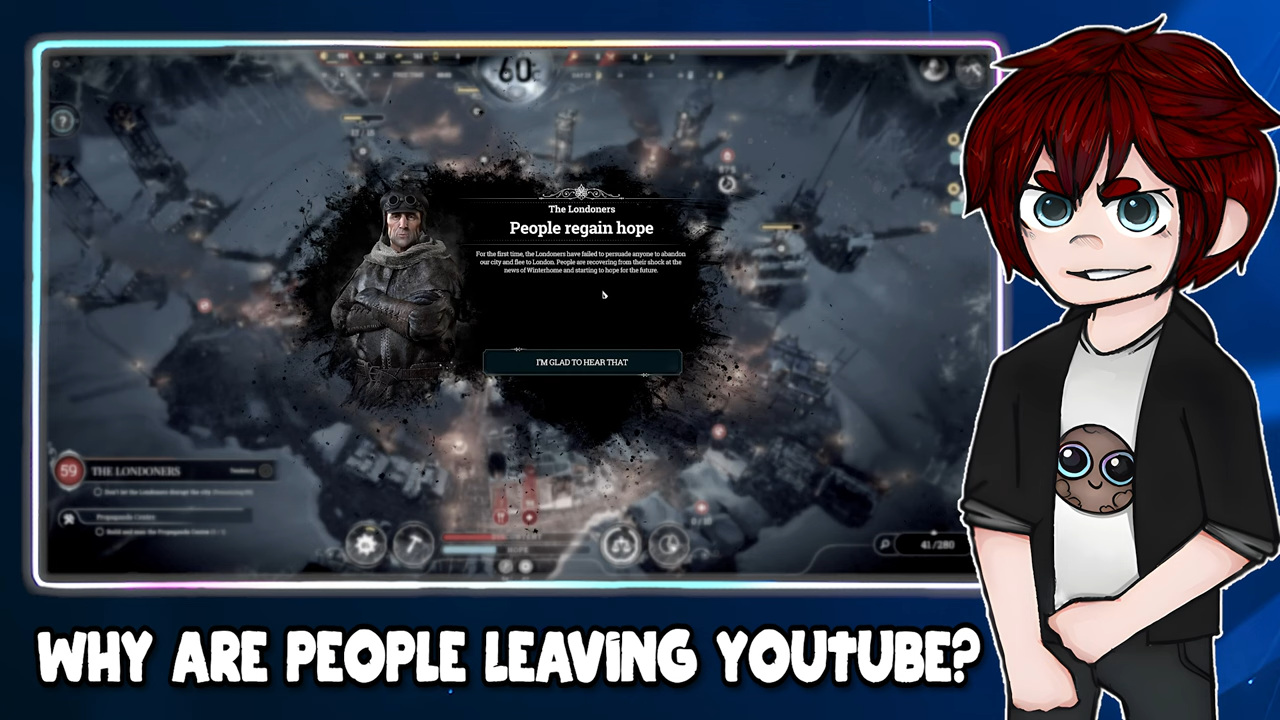 60°C
?
The Londoners
People regain hope
For the first time, the Londoners have failed to persuade anyone to abandon
our city and flee to London. People are recovering from their shock at the
news of Winterhome and starting to hope for the future.
I'M GLAD TO HEAR THAT
59 THE LONDONERS
Propaganda Centre
41/280
WHY ARE PEOPLE LEAVING YOUTUBE?